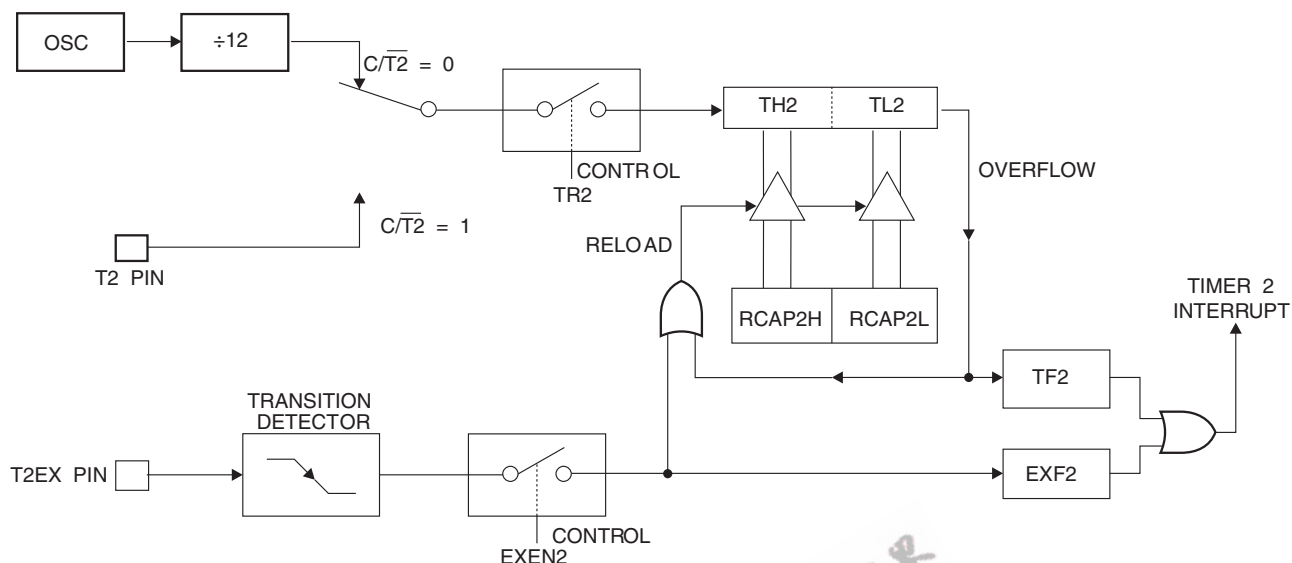 OSC
÷12
C/T2̅ = 0
TH2
TL2
CONTROL
TR2
OVERFLOW
C/T2̅ = 1
T2 PIN
RELOAD
RCAP2H
RCAP2L
TIMER 2
INTERRUPT
TF2
TRANSITION
DETECTOR
T2EX PIN
EXF2
CONTROL
EXEN2